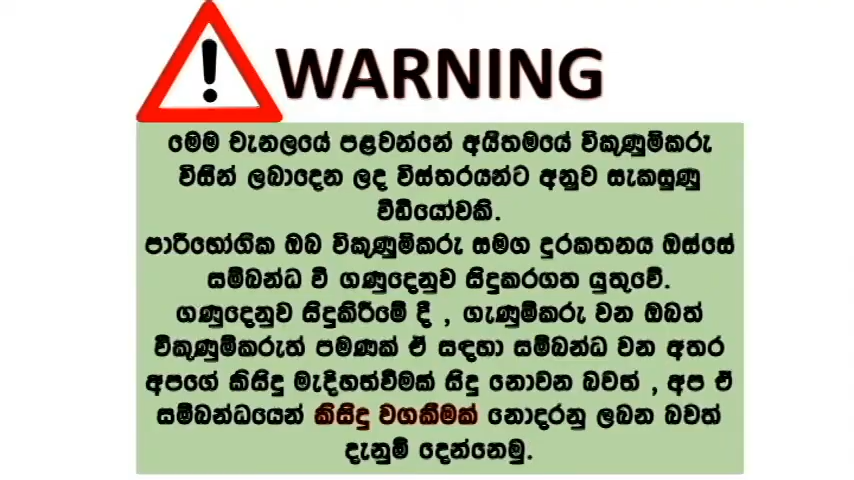 WARNING
මෙම චැනලයේ පළවන්නේ අයිතමයේ විකුණුම්කරු
විසින් ලබාදෙන ලද විස්තරයන්ට අනුව සැකසුණු
වීඩියෝවකි.
පාරිභෝගික ඔබ විකුණුම්කරු සමග දුරකතනය ඔස්සේ
සම්බන්ධ වී ගණුදෙනුව සිදුකරගත යුතුවේ.
ගණුදෙනුව සිදුකිරීමේ දී , ගැණුම්කරු වන ඔබත්
විකුණුම්කරුත් පමණක් ඒ සඳහා සම්බන්ධ වන අතර
අපගේ කිසිදු මැදිහත්වීමක් සිදු නොවන බවත් , අප ඒ
සම්බන්ධයෙන් කිසිදු වගකීමක් නොදරනු ලබන බවත්
දැනුම් දෙන්නෙමු.